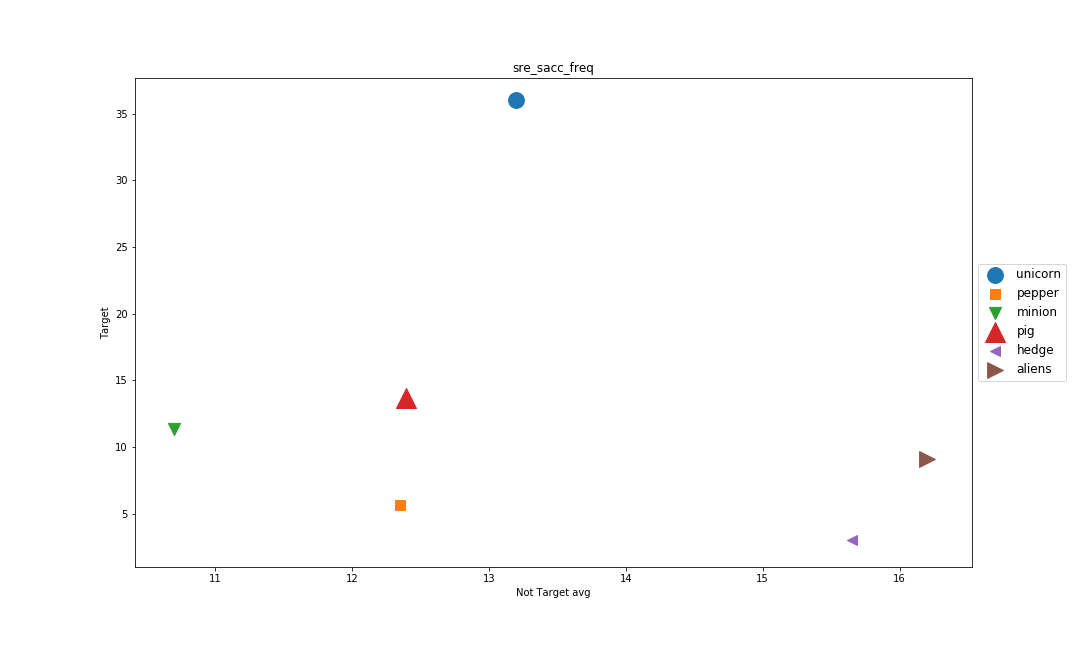 sre_sacc_freq
35
30
25
20
15
10
5
Target
11 12 13 14 15 16
Not Target avg
unicorn
pepper
minion
pig
hedge
aliens